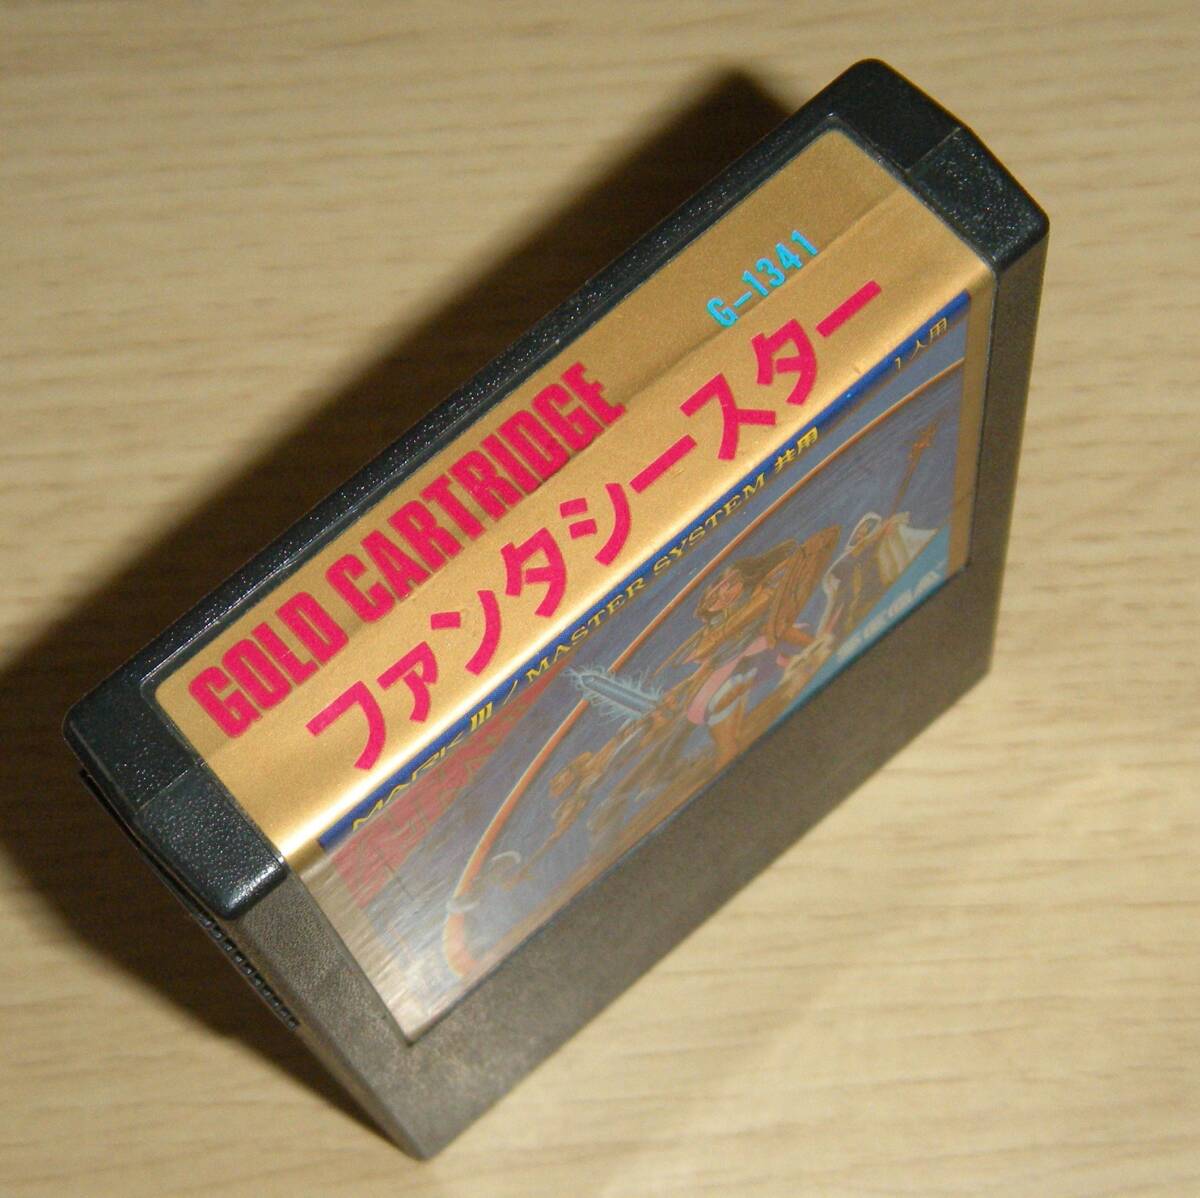 GOLD CARTRIDGE
G-1341
ファンタシースター
MARK III / MASTER SYSTEM 共用
1人用
SEGA